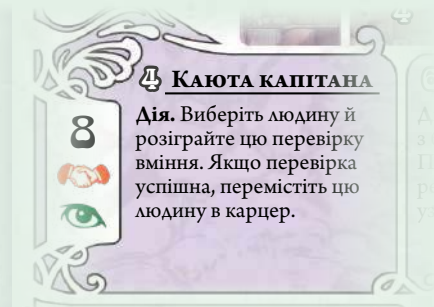 4 Каюта капітана
8
Дія. Виберіть людину й
розіграйте цю перевірку
вміння. Якщо перевірка
успішна, перемістіть цю
людину в карцер.